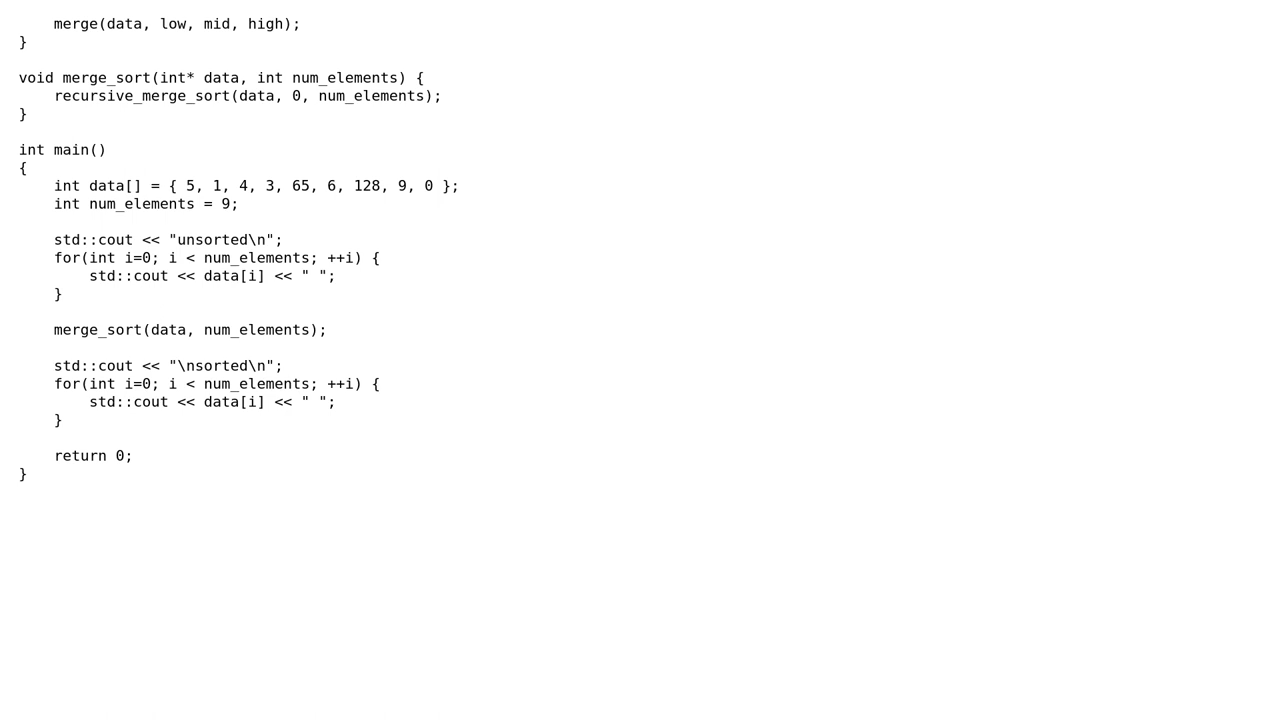 merge(data, low, mid, high);
}

void merge_sort(int* data, int num_elements) {
    recursive_merge_sort(data, 0, num_elements);
}

int main()
{
    int data[] = { 5, 1, 4, 3, 65, 6, 128, 9, 0 };
    int num_elements = 9;

    std::cout << "unsorted\n";
    for(int i=0; i < num_elements; ++i) {
        std::cout << data[i] << " ";
    }

    merge_sort(data, num_elements);

    std::cout << "\nsorted\n";
    for(int i=0; i < num_elements; ++i) {
        std::cout << data[i] << " ";
    }

    return 0;
}